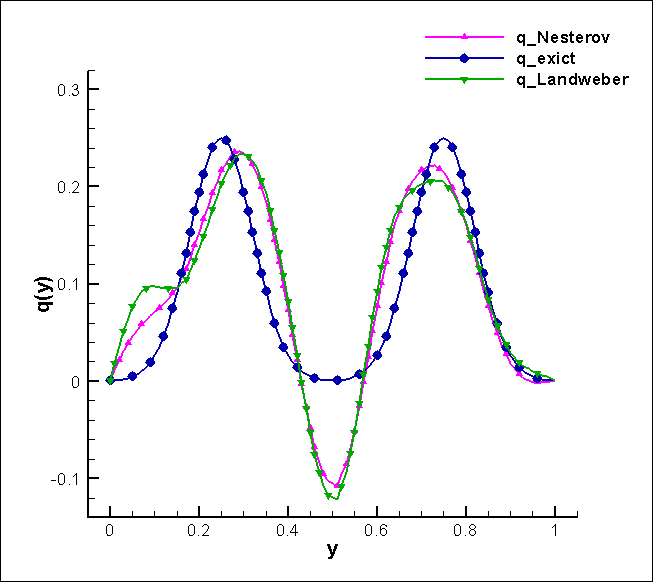 q_Nesterov
q_exict
q_Landweber
0.3
0.2
0.1
0
-0.1
q(y)
0 0.2 0.4 0.6 0.8 1
y